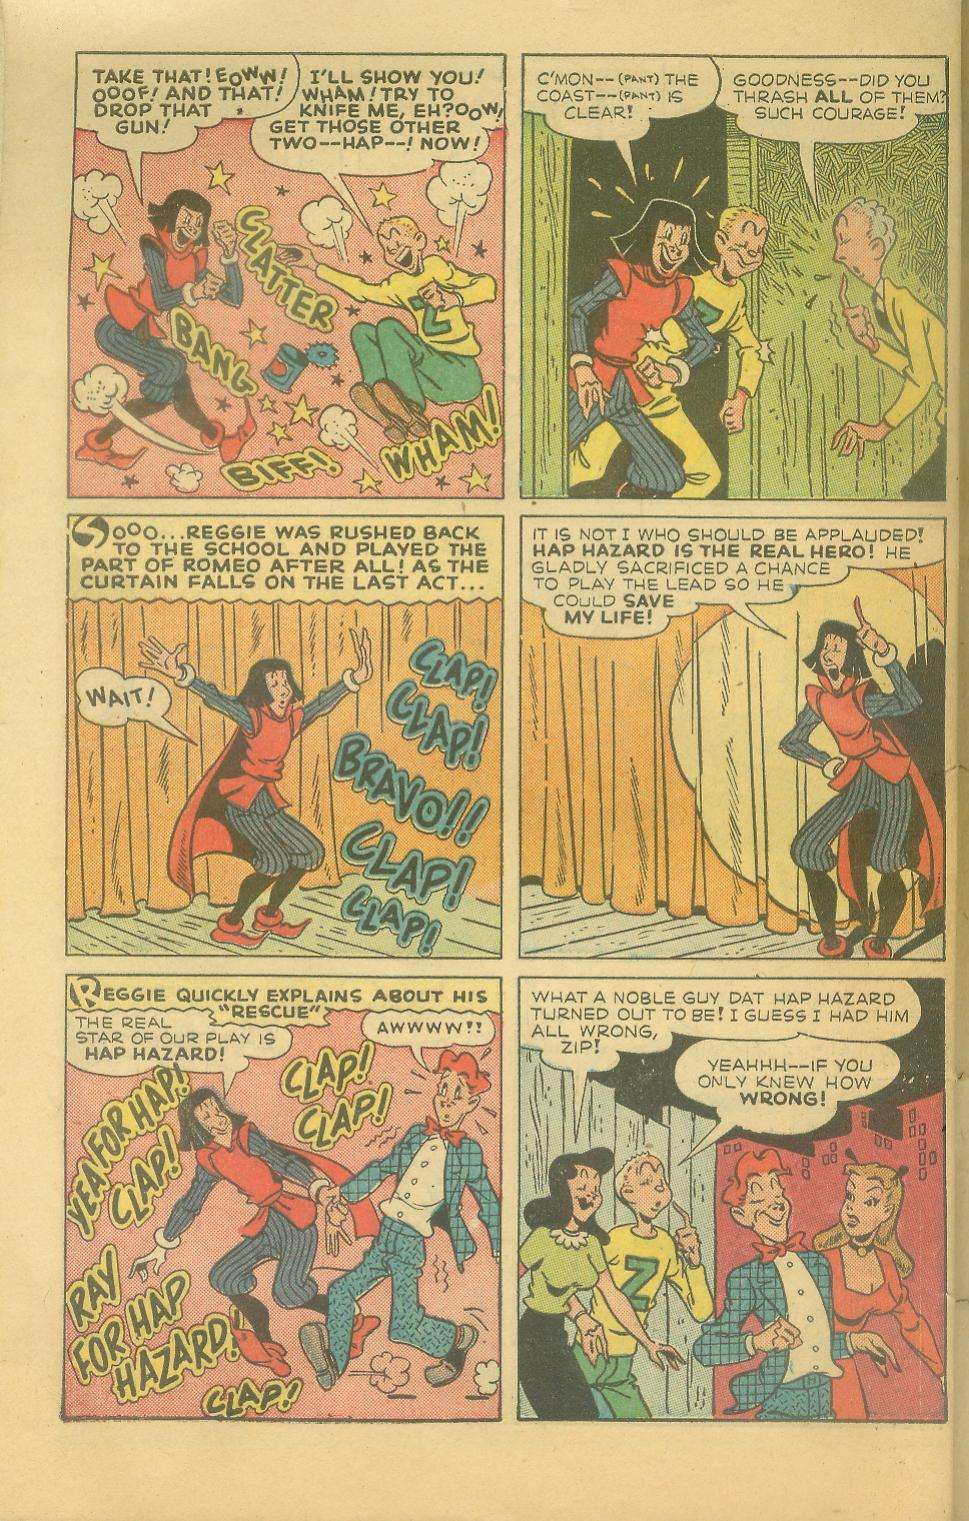 TAKE THAT! EOWW!
OOOF! AND THAT!
DROP THAT
GUN!
I'LL SHOW YOU!
WHAM! TRY TO
KNIFE ME, EH? OOW!
GET THOSE OTHER
TWO--HAP--! NOW!
CLATTER
BANG
BIFF!
WHAM!
Z
C'MON--(PANT) THE
COAST--(PANT) IS
CLEAR!
GOODNESS--DID YOU
THRASH ALL OF THEM?
SUCH COURAGE!
Z
SOOO...REGGIE WAS RUSHED BACK
TO THE SCHOOL AND PLAYED THE
PART OF ROMEO AFTER ALL! AS THE
CURTAIN FALLS ON THE LAST ACT...
WAIT!
CLAP!
CLAP!
BRAVO!!
CLAP!
CLAP!
IT IS NOT I WHO SHOULD BE APPLAUDED!
HAP HAZARD IS THE REAL HERO! HE
GLADLY SACRIFICED A CHANCE
TO PLAY THE LEAD SO HE
COULD SAVE
MY LIFE!
REGGIE QUICKLY EXPLAINS ABOUT HIS
"RESCUE"
THE REAL
STAR OF OUR PLAY IS
HAP HAZARD!
AWWWW!!
YEA FOR HAP!
CLAP!
CLAP!
CLAP!
RAY
FOR HAP
HAZARD!
CLAP!
WHAT A NOBLE GUY DAT HAP HAZARD
TURNED OUT TO BE! I GUESS I HAD HIM
ALL WRONG,
ZIP!
YEAHHH--IF YOU
ONLY KNEW HOW
WRONG!
Z